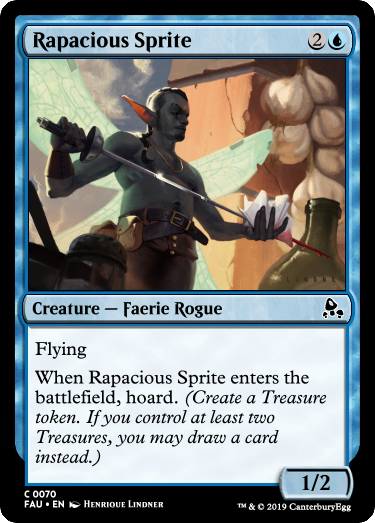 Rapacious Sprite 2
Creature — Faerie Rogue
Flying
When Rapacious Sprite enters the
battlefield, hoard. (Create a Treasure
token. If you control at least two
Treasures, you may draw a card
instead.)
1/2
C 0070
FAU • EN Henrique Lindner
™ & © 2019 CanterburyEgg